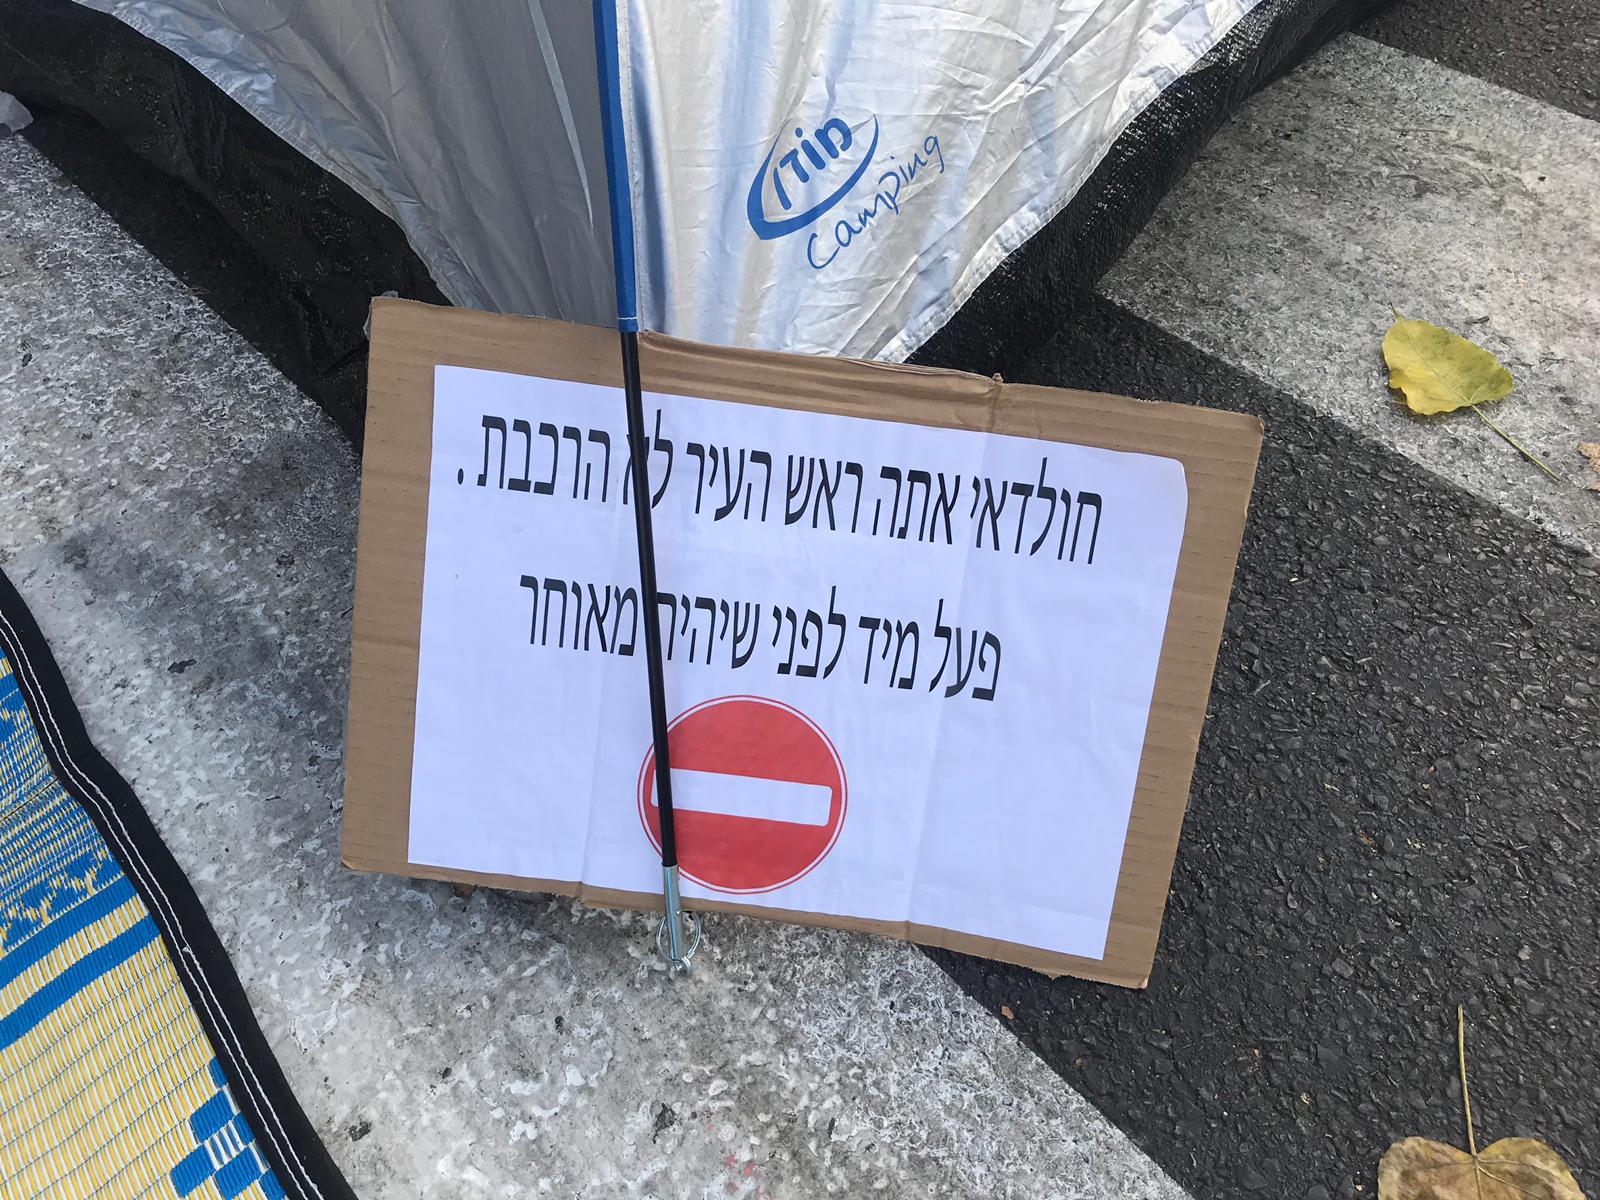 מודן
Camping
חולדאי אתה ראש העיר לא הרכבת .
פעל מיד לפני שיהיה מאוחר